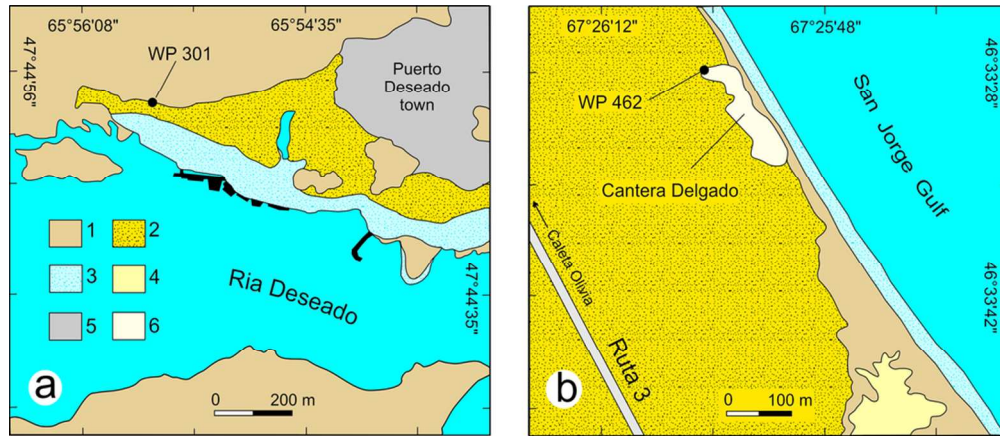 65°56'08"
65°54'35"
47°44'56"
WP 301
Puerto
Deseado
town
1
2
3
4
5
6
Ria Deseado
47°44'35"
a
0
200 m
67°26'12"
67°25'48"
46°33'28"
WP 462
San Jorge Gulf
Cantera Delgado
Caleta Olivia
46°33'42"
Ruta 3
b
0
100 m